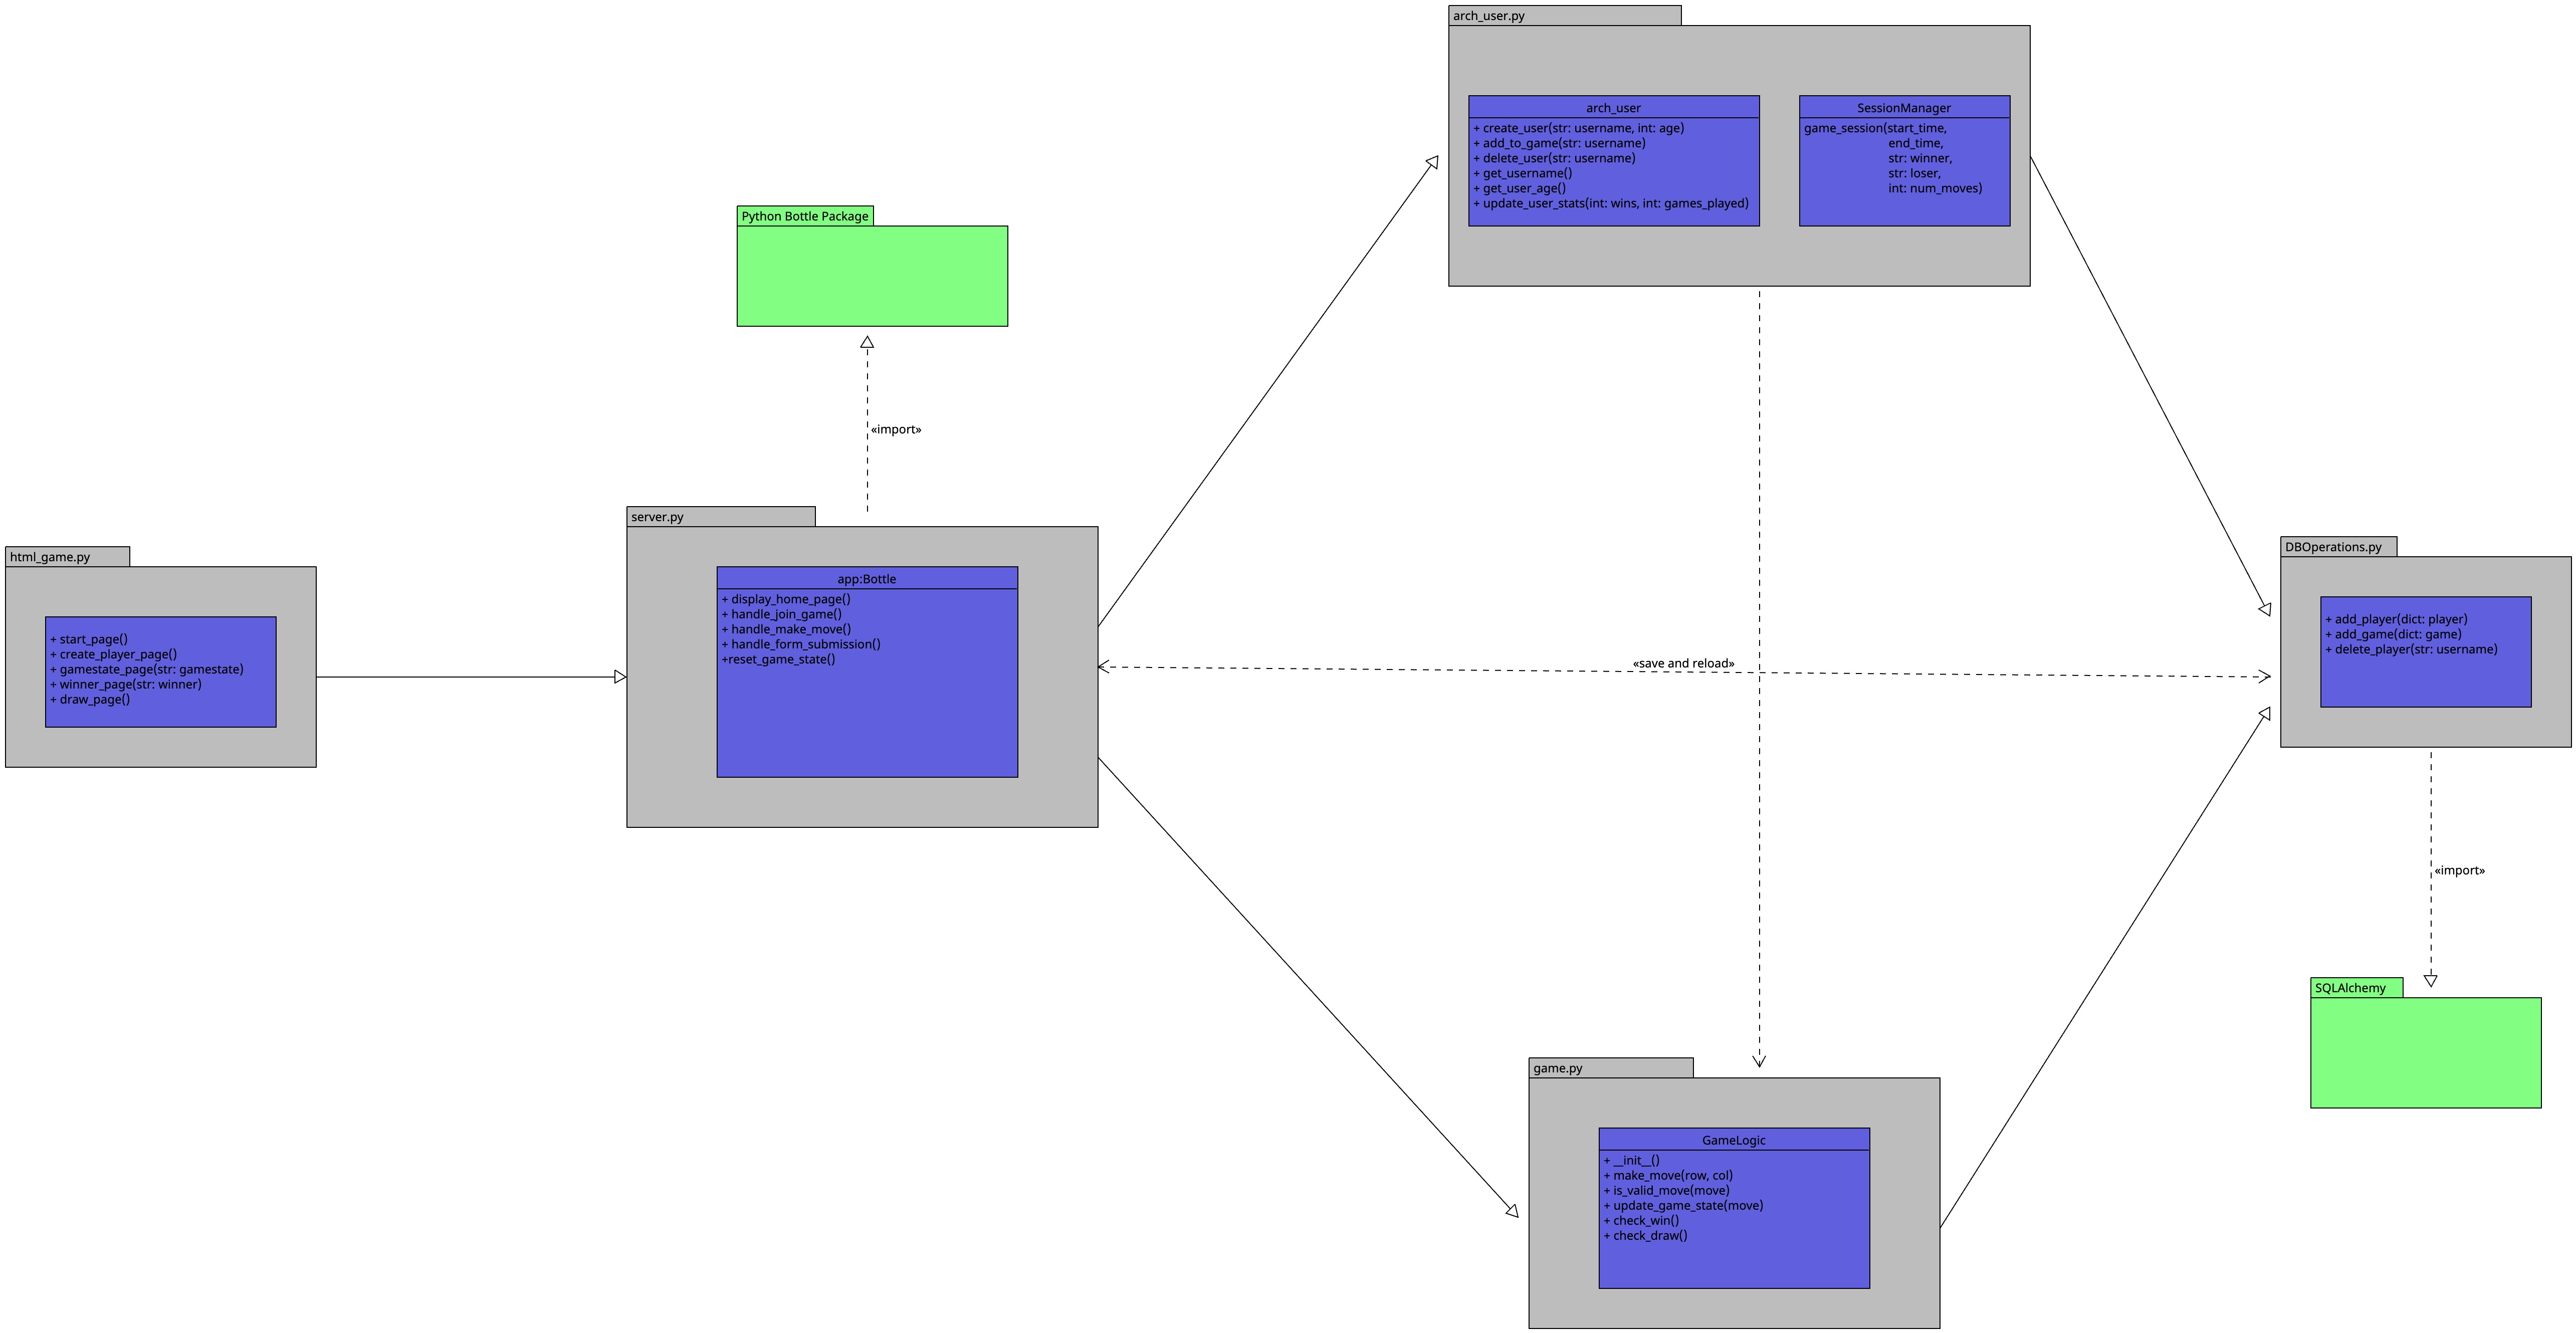 arch_user.py
arch_user
+ create_user(str: username, int: age)
+ add_to_game(str: username)
+ delete_user(str: username)
+ get_username()
+ get_user_age()
+ update_user_stats(int: wins, int: games_played)
SessionManager
game_session(start_time,
end_time,
str: winner,
str: loser,
int: num_moves)
Python Bottle Package
«import»
server.py
app:Bottle
+ display_home_page()
+ handle_join_game()
+ handle_make_move()
+ handle_form_submission()
+reset_game_state()
html_game.py
+ start_page()
+ create_player_page()
+ gamestate_page(str: gamestate)
+ winner_page(str: winner)
+ draw_page()
«save and reload»
DBOperations.py
+ add_player(dict: player)
+ add_game(dict: game)
+ delete_player(str: username)
«import»
SQLAlchemy
game.py
GameLogic
+ __init__()
+ make_move(row, col)
+ is_valid_move(move)
+ update_game_state(move)
+ check_win()
+ check_draw()